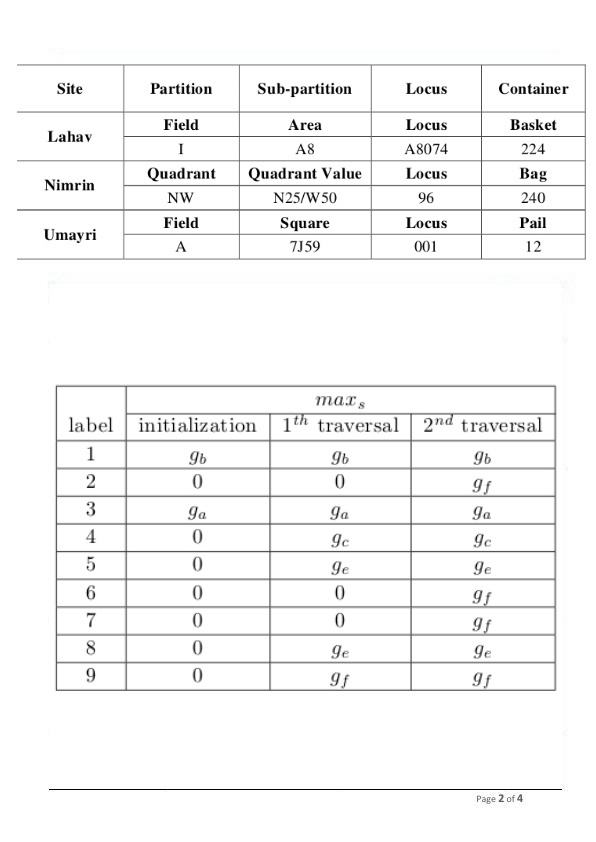 Site Partition Sub-partition Locus Container
Lahav Field Area Locus Basket
I A8 A8074 224
Nimrin Quadrant Quadrant Value Locus Bag
NW N25/W50 96 240
Umayri Field Square Locus Pail
A 7J59 001 12
max_s
label initialization 1^th traversal 2^nd traversal
1 g_b g_b g_b
2 0 0 g_f
3 g_a g_a g_a
4 0 g_c g_c
5 0 g_e g_e
6 0 0 g_f
7 0 0 g_f
8 0 g_e g_e
9 0 g_f g_f
Page 2 of 4